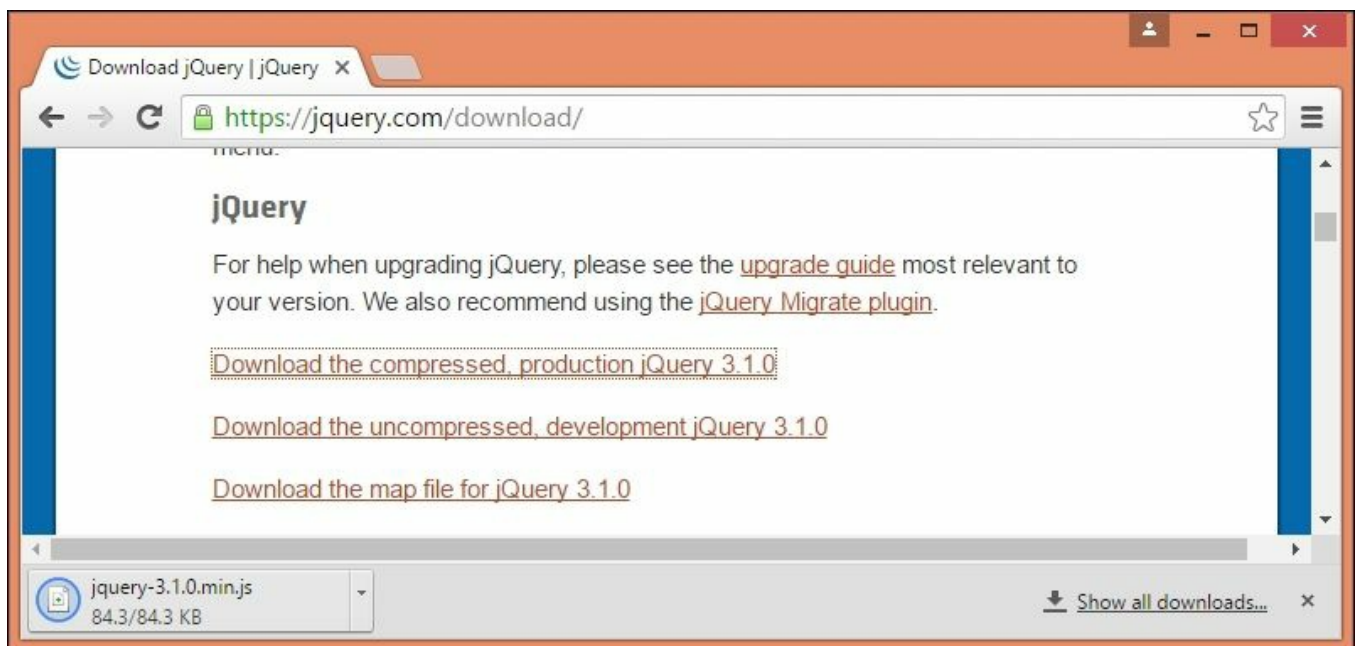 Download jQuery | jQuery
https://jquery.com/download/
menu.
jQuery
For help when upgrading jQuery, please see the upgrade guide most relevant to
your version. We also recommend using the jQuery Migrate plugin.
Download the compressed, production jQuery 3.1.0
Download the uncompressed, development jQuery 3.1.0
Download the map file for jQuery 3.1.0
jquery-3.1.0.min.js
84.3/84.3 KB
Show all downloads...